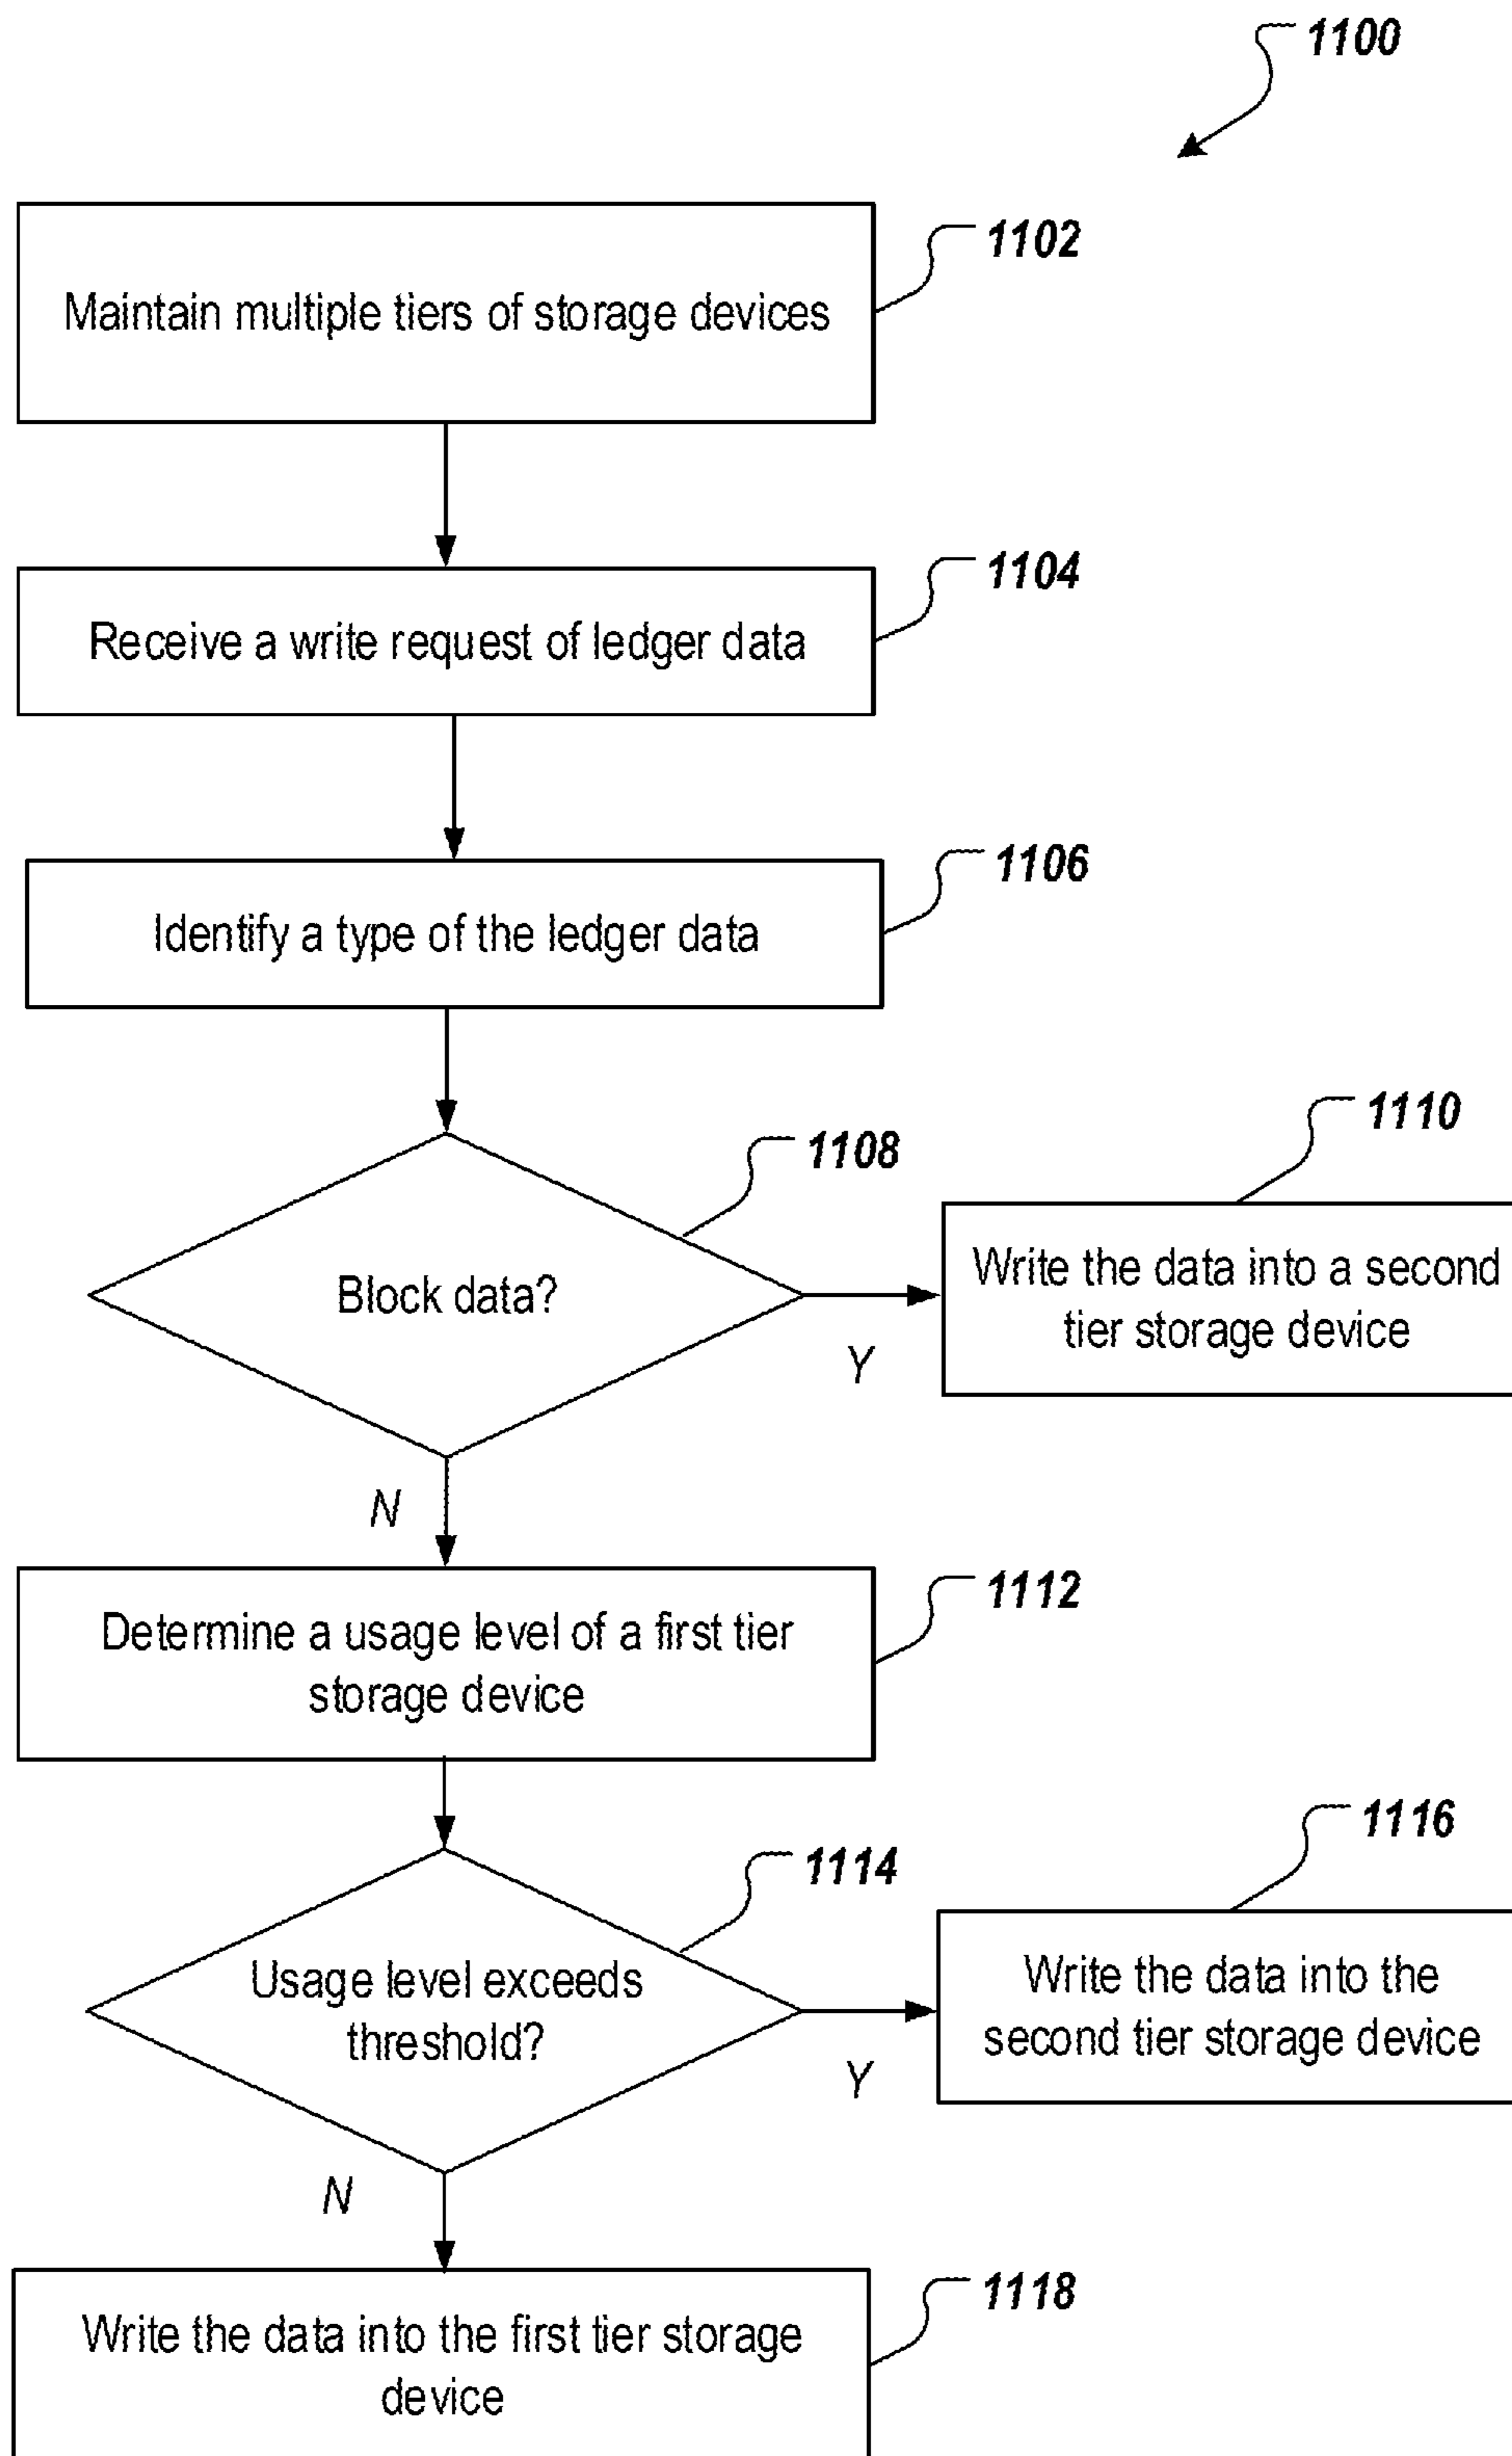 1100
1102
Maintain multiple tiers of storage devices
1104
Receive a write request of ledger data
1106
Identify a type of the ledger data
1108
Block data?
Y
N
1110
Write the data into a second
tier storage device
1112
Determine a usage level of a first tier
storage device
1114
Usage level exceeds
threshold?
Y
N
1116
Write the data into the
second tier storage device
1118
Write the data into the first tier storage
device